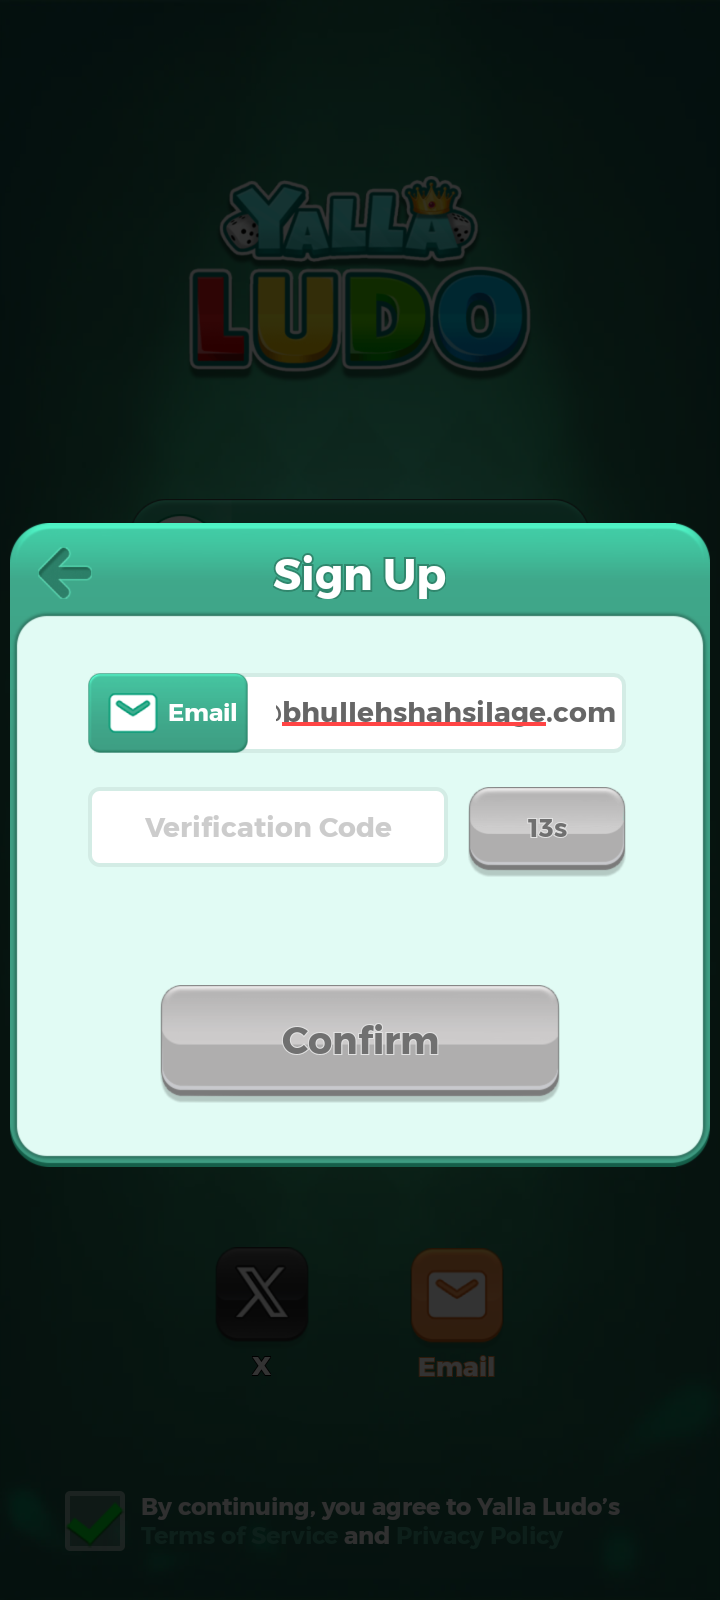 YALLA
LUDO
Sign Up
Email
bhullehshahsilage.com
Verification Code
13s
Confirm
X
Email
By continuing, you agree to Yalla Ludo's
Terms of Service and Privacy Policy